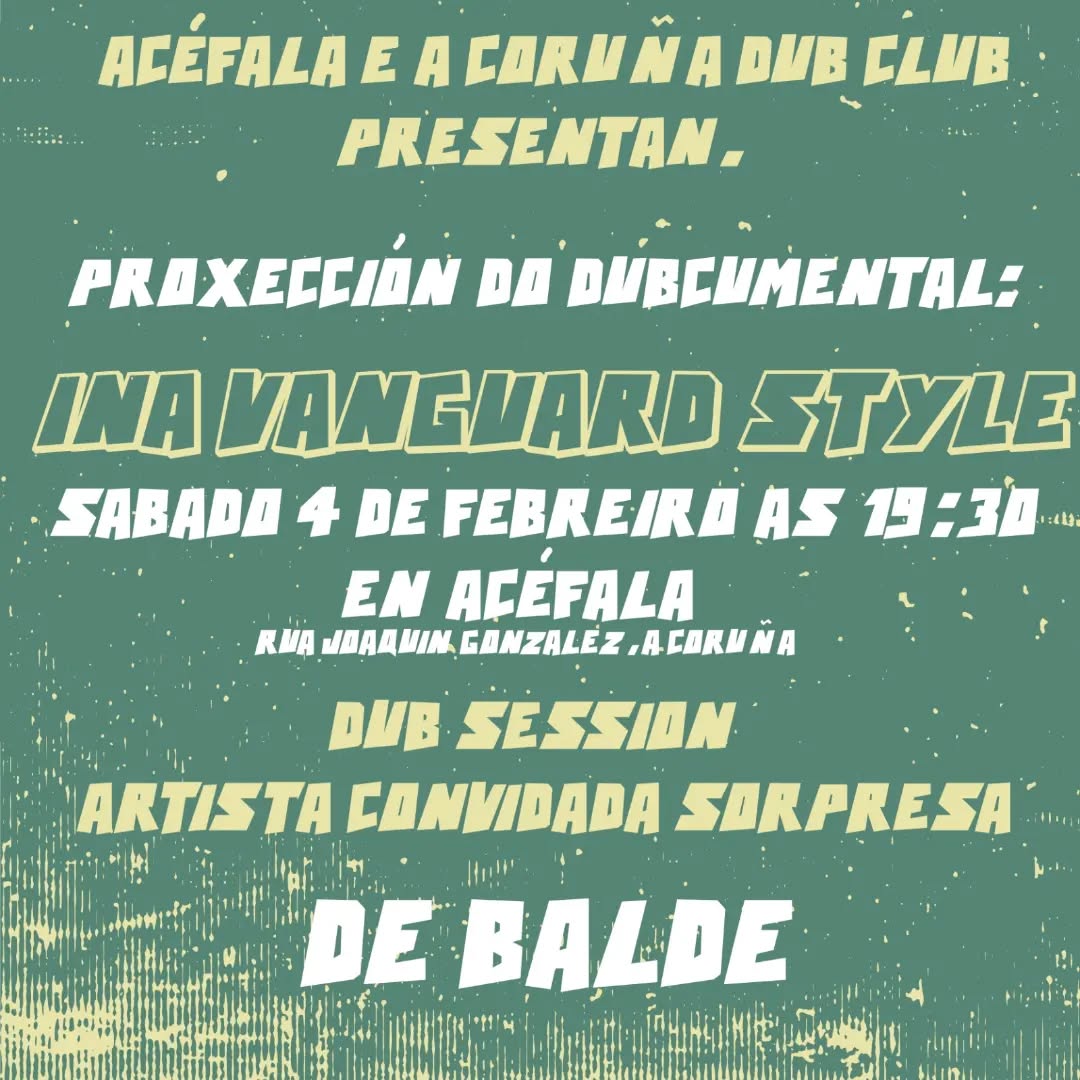 ACÉFALA E A CORUÑA DUB CLUB
PRESENTAN.
PROXECCIÓN DO DUBCUMENTAL:
INA VANGUARD STYLE
SABADO 4 DE FEBREIRO AS 19:30
EN ACÉFALA
RUA JOAQUIN GONZALEZ, A CORUÑA
DUB SESSION
ARTISTA CONVIDADA SORPRESA
DE BALDE